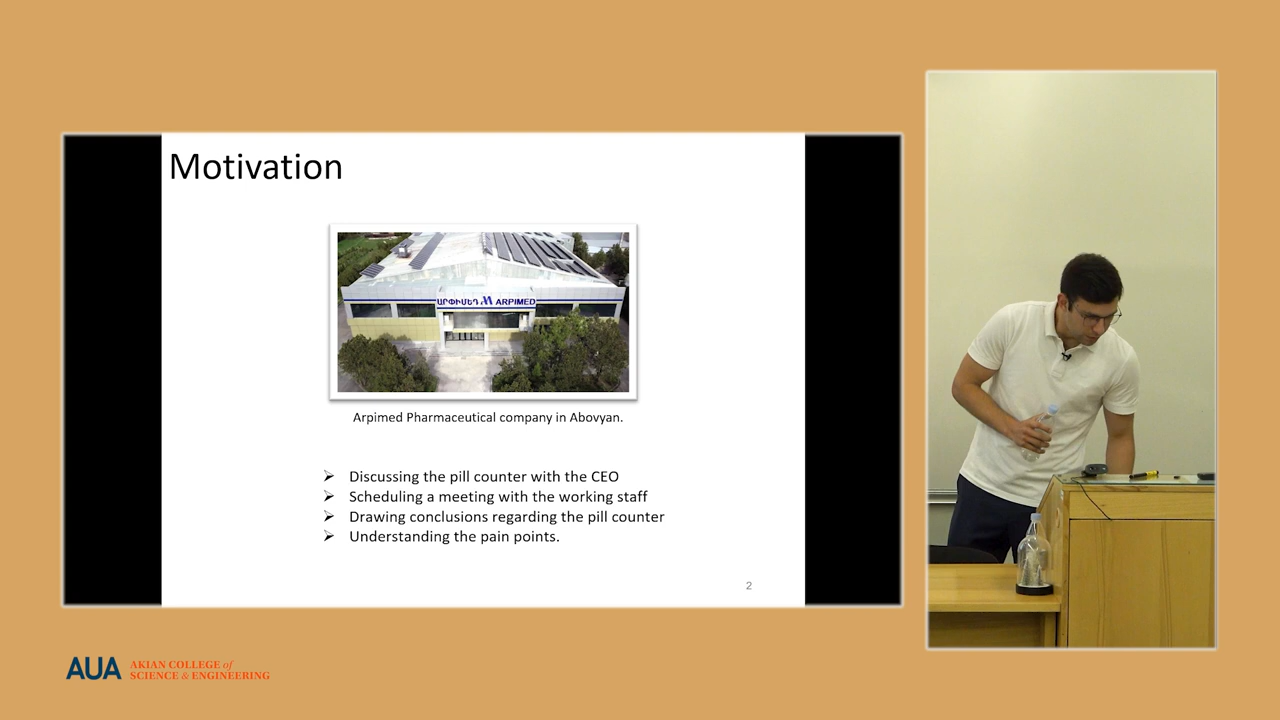 Motivation
ԱՐՓԻՄԵԴ ARPIMED
Arpimed Pharmaceutical company in Abovyan.
Discussing the pill counter with the CEO
Scheduling a meeting with the working staff
Drawing conclusions regarding the pill counter
Understanding the pain points.
2
AUA AKIAN COLLEGE of
SCIENCE & ENGINEERING